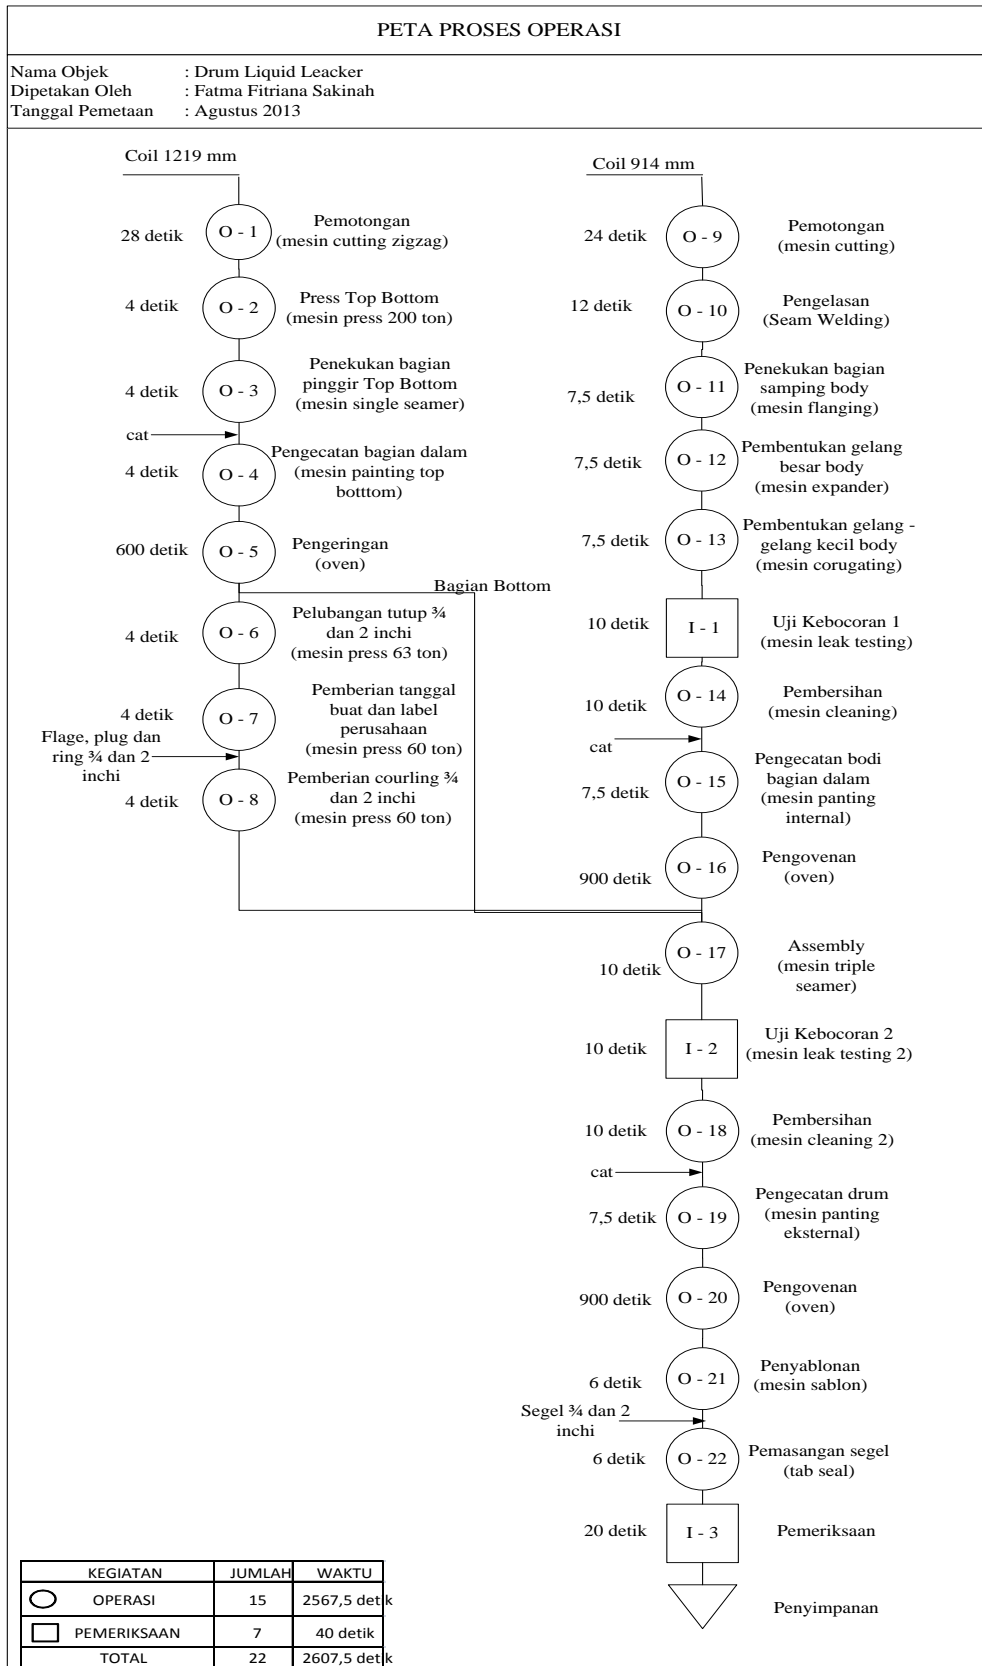 PETA PROSES OPERASI
Nama Objek : Drum Liquid Leacker
Dipetakan Oleh : Fatma Fitriana Sakinah
Tanggal Pemetaan : Agustus 2013
Coil 1219 mm
28 detik
O - 1
Pemotongan
(mesin cutting zigzag)
4 detik
O - 2
Press Top Bottom
(mesin press 200 ton)
4 detik
O - 3
Penekukan bagian
pinggir Top Bottom
(mesin single seamer)
cat
4 detik
O - 4
Pengecatan bagian dalam
(mesin painting top
botttom)
600 detik
O - 5
Pengeringan
(oven)
Bagian Bottom
4 detik
O - 6
Pelubangan tutup ¾
dan 2 inchi
(mesin press 63 ton)
4 detik
O - 7
Pemberian tanggal
buat dan label
perusahaan
(mesin press 60 ton)
Flage, plug dan
ring ¾ dan 2
inchi
4 detik
O - 8
Pemberian courling ¾
dan 2 inchi
(mesin press 60 ton)
Coil 914 mm
24 detik
O - 9
Pemotongan
(mesin cutting)
12 detik
O - 10
Pengelasan
(Seam Welding)
7,5 detik
O - 11
Penekukan bagian
samping body
(mesin flanging)
7,5 detik
O - 12
Pembentukan gelang
besar body
(mesin expander)
7,5 detik
O - 13
Pembentukan gelang -
gelang kecil body
(mesin corugating)
10 detik
I - 1
Uji Kebocoran 1
(mesin leak testing)
10 detik
O - 14
Pembersihan
(mesin cleaning)
cat
7,5 detik
O - 15
Pengecatan bodi
bagian dalam
(mesin panting
internal)
900 detik
O - 16
Pengovenan
(oven)
10 detik
O - 17
Assembly
(mesin triple
seamer)
10 detik
I - 2
Uji Kebocoran 2
(mesin leak testing 2)
10 detik
O - 18
Pembersihan
(mesin cleaning 2)
cat
7,5 detik
O - 19
Pengecatan drum
(mesin panting
eksternal)
900 detik
O - 20
Pengovenan
(oven)
6 detik
O - 21
Penyablonan
(mesin sablon)
Segel ¾ dan 2
inchi
6 detik
O - 22
Pemasangan segel
(tab seal)
20 detik
I - 3
Pemeriksaan
Penyimpanan
KEGIATAN JUMLAH WAKTU
OPERASI 15 2567,5 detik
PEMERIKSAAN 7 40 detik
TOTAL 22 2607,5 detik